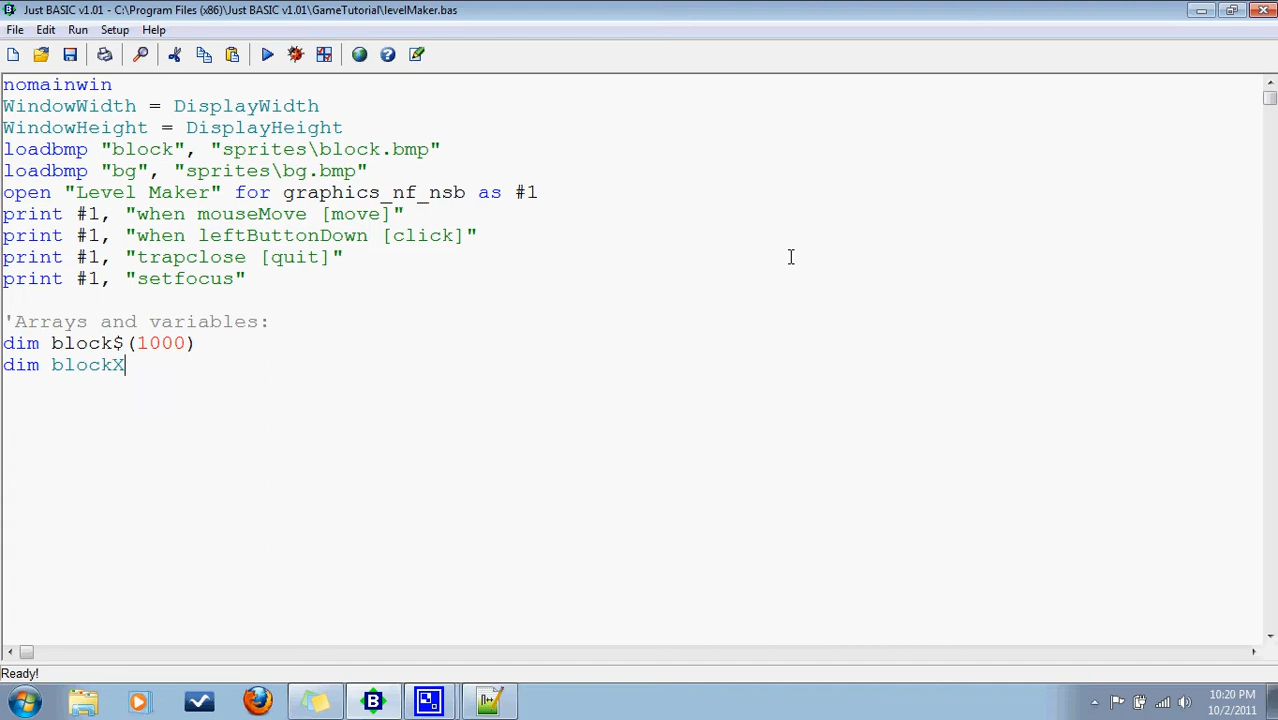 Just BASIC v1.01 - C:\Program Files (x86)\Just BASIC v1.01\GameTutorial\levelMaker.bas
File Edit Run Setup Help
nomainwin
WindowWidth = DisplayWidth
WindowHeight = DisplayHeight
loadbmp "block", "sprites\block.bmp"
loadbmp "bg", "sprites\bg.bmp"
open "Level Maker" for graphics_nf_nsb as #1
print #1, "when mouseMove [move]"
print #1, "when leftButtonDown [click]"
print #1, "trapclose [quit]"
print #1, "setfocus"
'Arrays and variables:
dim block$(1000)
dim blockX
Ready!
10:20 PM
10/2/2011